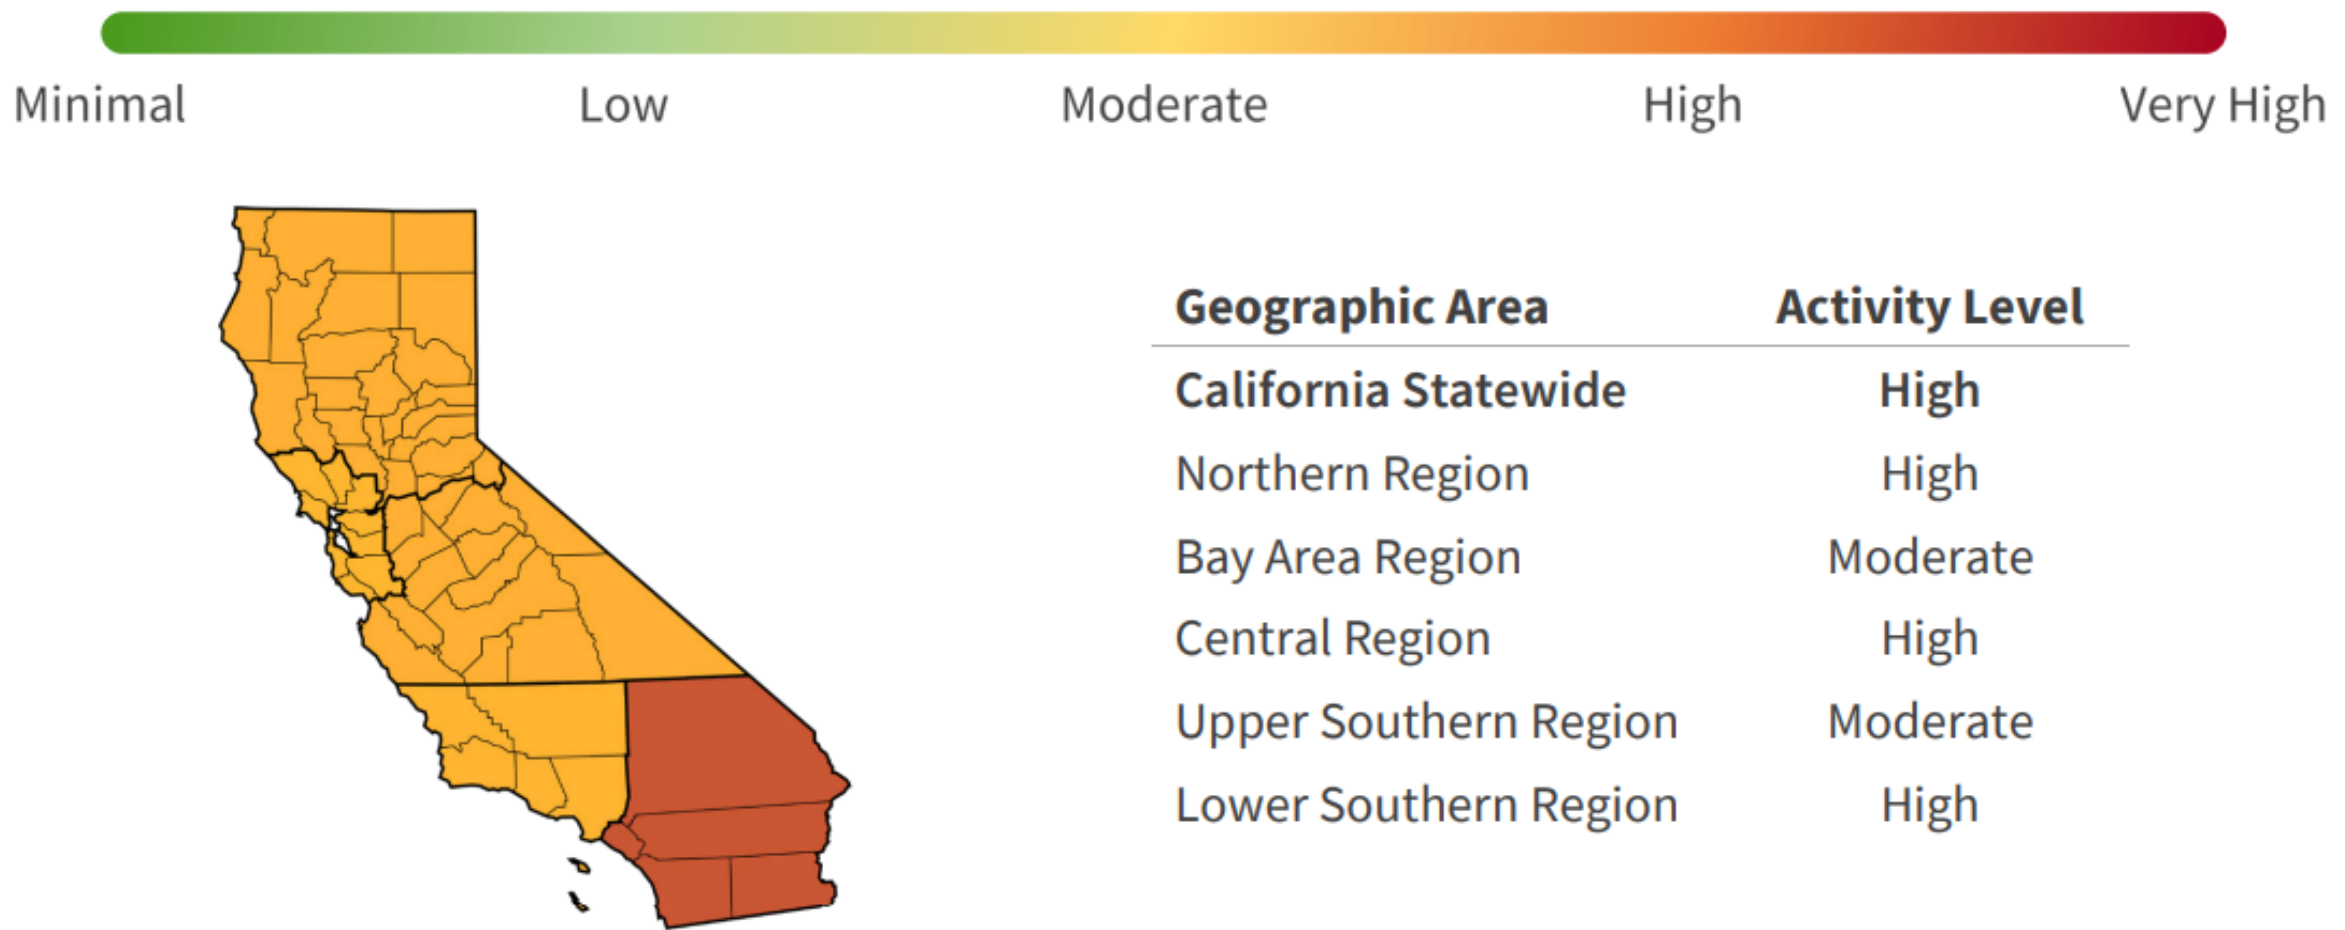 Minimal Low Moderate High Very High
Geographic Area Activity Level
California Statewide High
Northern Region High
Bay Area Region Moderate
Central Region High
Upper Southern Region Moderate
Lower Southern Region High